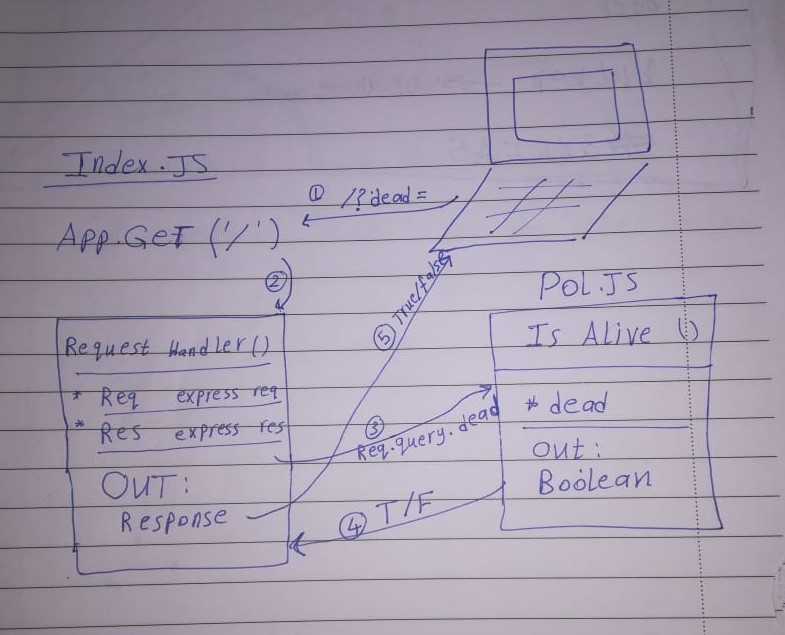 Index.JS
① /?dead=
App.GeT ('/')
②
Pol.JS
⑤ True/false
Request Handler()
* Req express req
* Res express res
OUT:
Response
Is Alive ()
* dead
Out:
Boolean
③
Req.query.dead
④ T/F